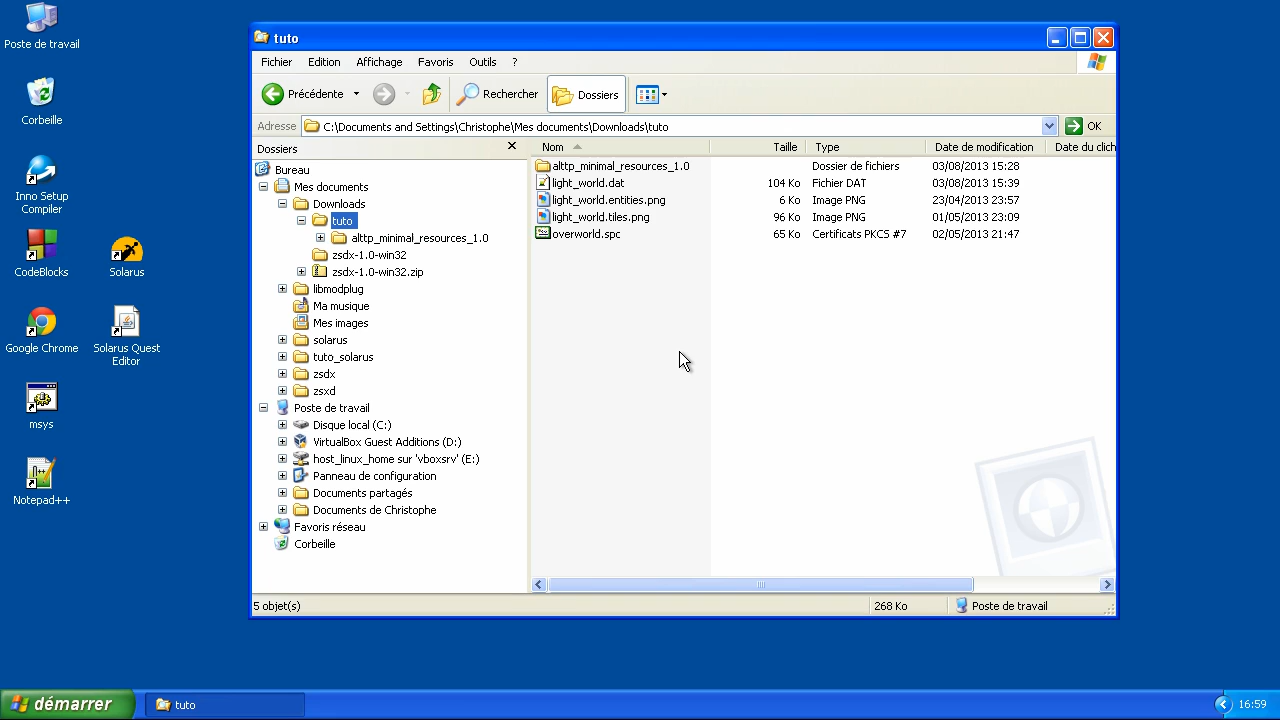 Poste de travail
Corbeille
Inno Setup
Compiler
CodeBlocks
Solarus
Google Chrome
Solarus Quest
Editor
msys
Notepad++
tuto
Fichier Edition Affichage Favoris Outils ?
Précédente Rechercher Dossiers
Adresse C:\Documents and Settings\Christophe\Mes documents\Downloads\tuto OK
Dossiers
Bureau
Mes documents
Downloads
tuto
alttp_minimal_resources_1.0
zsdx-1.0-win32
zsdx-1.0-win32.zip
libmodplug
Ma musique
Mes images
solarus
tuto_solarus
zsdx
zsxd
Poste de travail
Disque local (C:)
VirtualBox Guest Additions (D:)
host_linux_home sur 'vboxsrv' (E:)
Panneau de configuration
Documents partagés
Documents de Christophe
Favoris réseau
Corbeille
Nom Taille Type Date de modification Date du clich
alttp_minimal_resources_1.0 Dossier de fichiers 03/08/2013 15:28
light_world.dat 104 Ko Fichier DAT 03/08/2013 15:39
light_world.entities.png 6 Ko Image PNG 23/04/2013 23:57
light_world.tiles.png 96 Ko Image PNG 01/05/2013 23:09
overworld.spc 65 Ko Certificats PKCS #7 02/05/2013 21:47
5 objet(s) 268 Ko Poste de travail
démarrer tuto 16:59